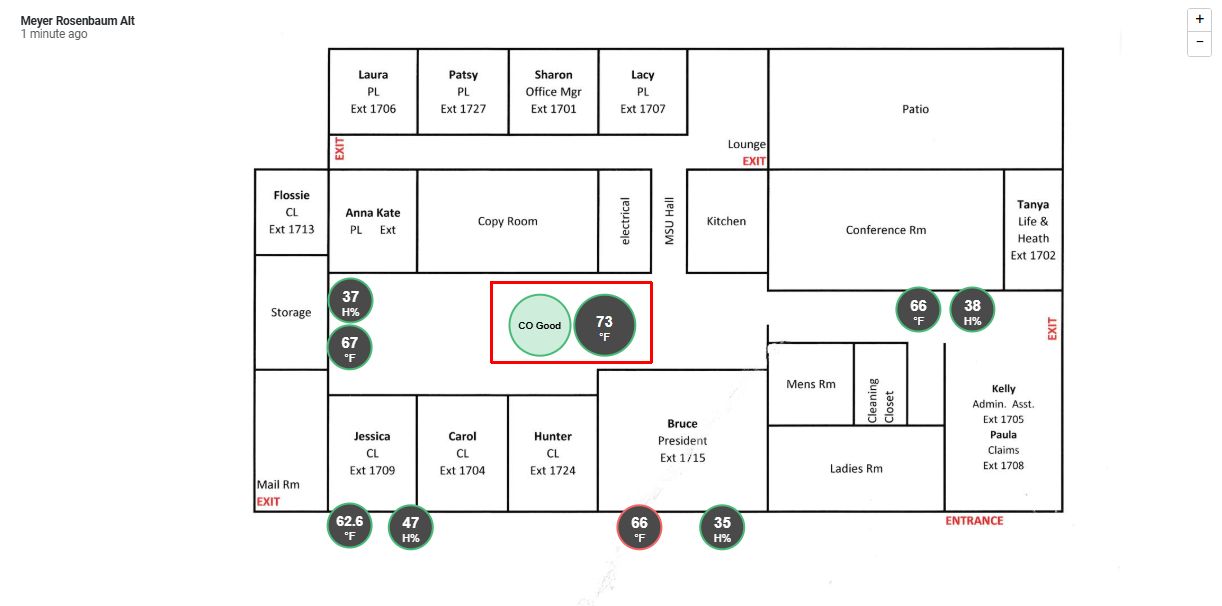 Meyer Rosenbaum Alt
1 minute ago
+
−
Laura
PL
Ext 1706
Patsy
PL
Ext 1727
Sharon
Office Mgr
Ext 1701
Lacy
PL
Ext 1707
Patio
EXIT
Lounge
EXIT
Flossie
CL
Ext 1713
Anna Kate
PL Ext
Copy Room
electrical
MSU Hall
Kitchen
Conference Rm
Tanya
Life &
Heath
Ext 1702
Storage
37
H%
67
°F
CO Good
73
°F
66
°F
38
H%
EXIT
Mens Rm
Cleaning
Closet
Kelly
Admin. Asst.
Ext 1705
Paula
Claims
Ext 1708
Jessica
CL
Ext 1709
Carol
CL
Ext 1704
Hunter
CL
Ext 1724
Bruce
President
Ext 1/15
Ladies Rm
Mail Rm
EXIT
ENTRANCE
62.6
°F
47
H%
66
°F
35
H%